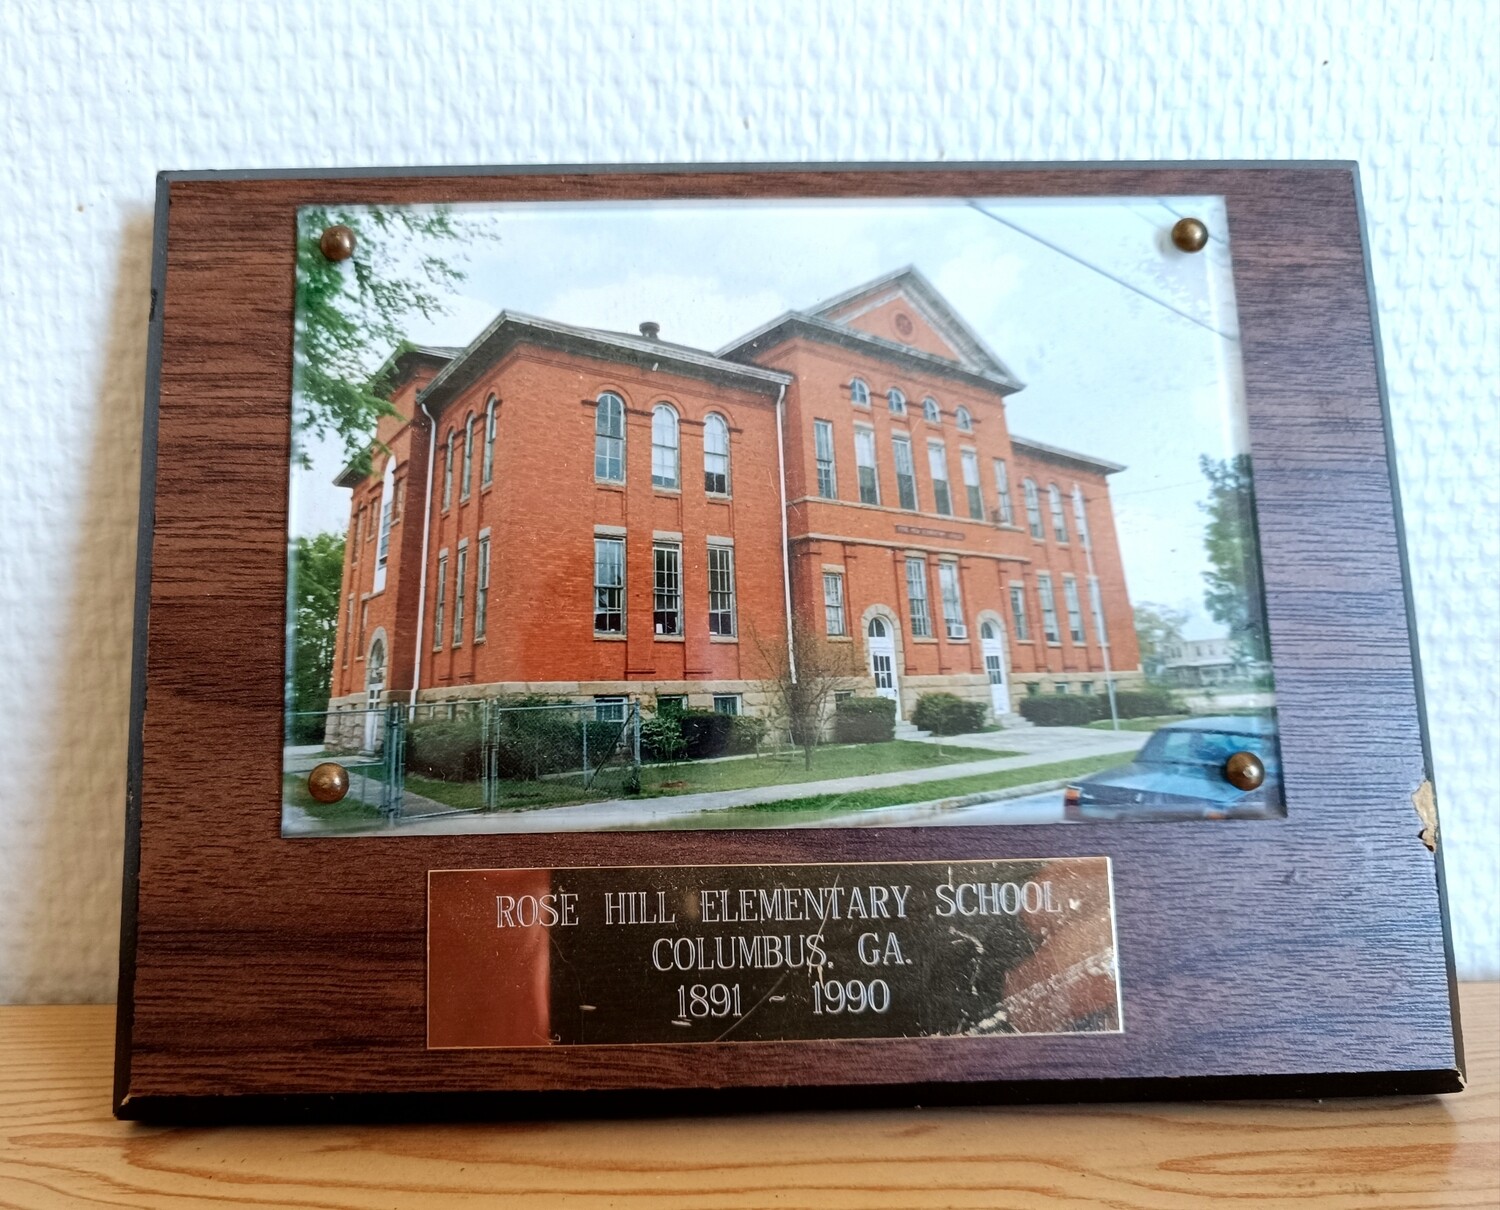 ROSE HILL ELEMENTARY SCHOOL
COLUMBUS, GA.
1891 ~ 1990